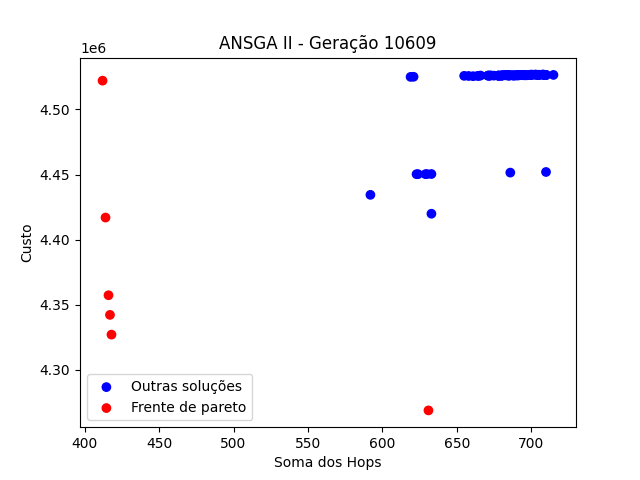 ANSGA II - Geração 10609
1e6
4.50
4.45
4.40
4.35
4.30
Custo
400 450 500 550 600 650 700
Soma dos Hops
Outras soluções
Frente de pareto